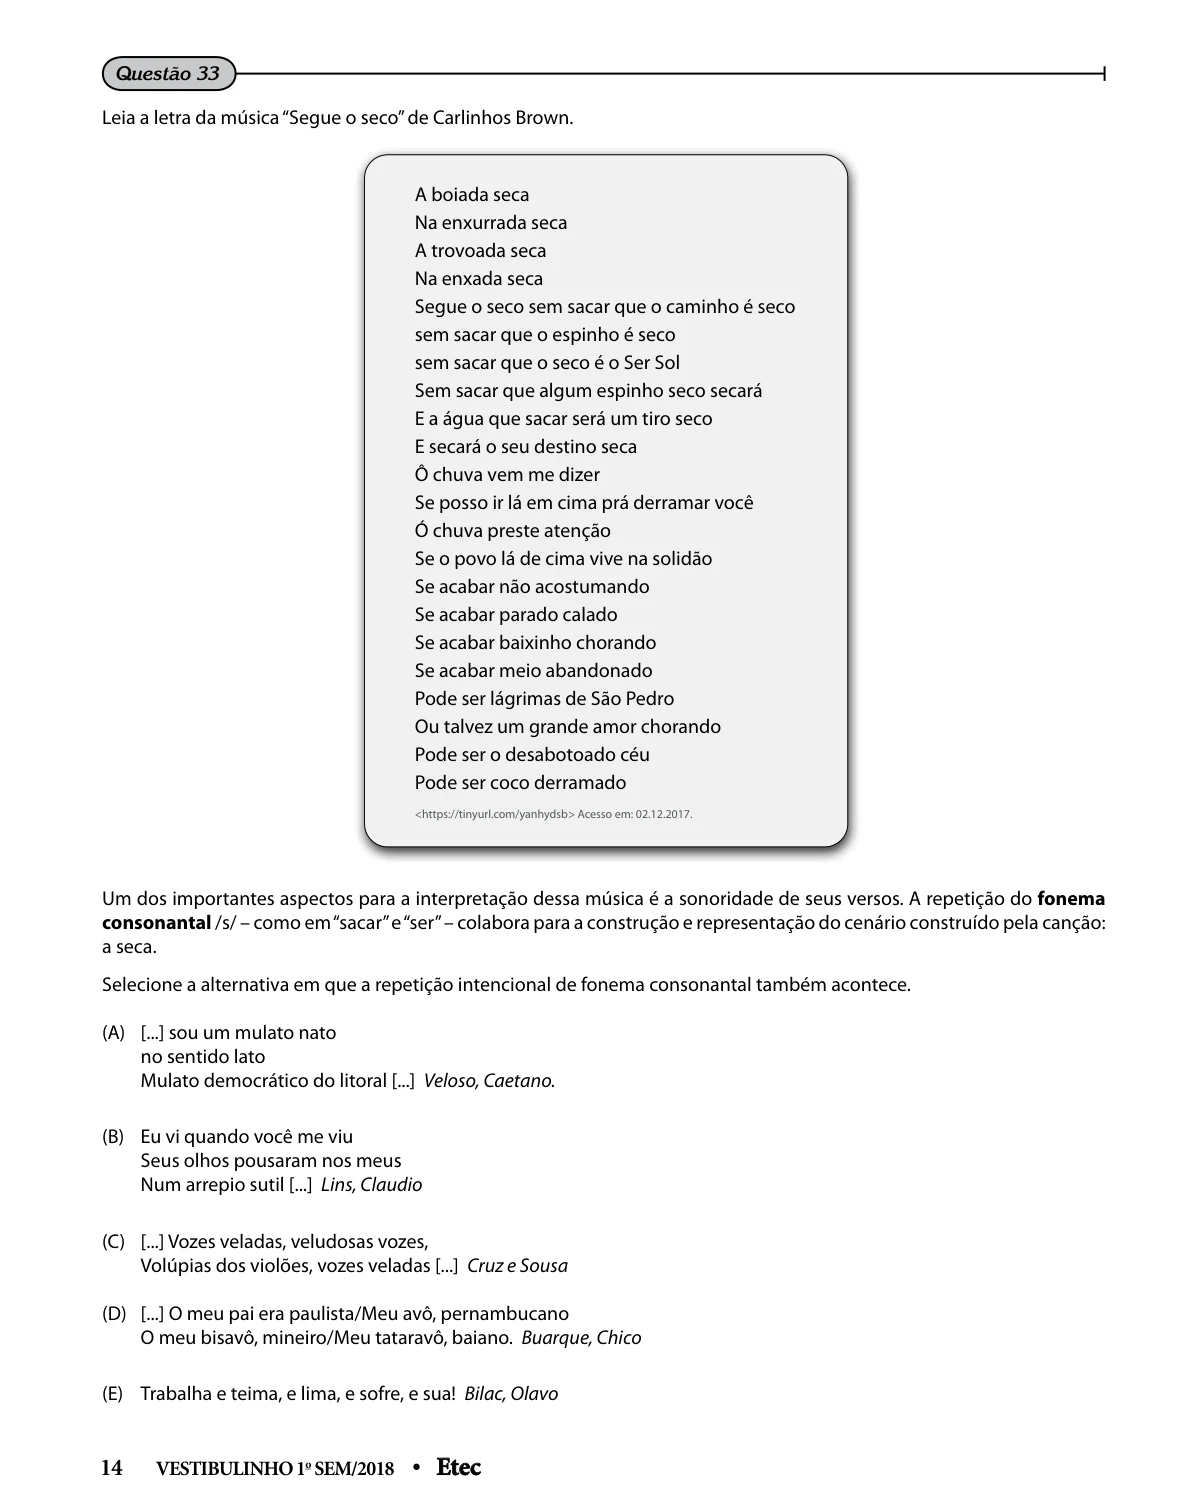 Questão 33
Leia a letra da música “Segue o seco” de Carlinhos Brown.
A boiada seca
Na enxurrada seca
A trovoada seca
Na enxada seca
Segue o seco sem sacar que o caminho é seco
sem sacar que o espinho é seco
sem sacar que o seco é o Ser Sol
Sem sacar que algum espinho seco secará
E a água que sacar será um tiro seco
E secará o seu destino seca
Ô chuva vem me dizer
Se posso ir lá em cima prá derramar você
Ó chuva preste atenção
Se o povo lá de cima vive na solidão
Se acabar não acostumando
Se acabar parado calado
Se acabar baixinho chorando
Se acabar meio abandonado
Pode ser lágrimas de São Pedro
Ou talvez um grande amor chorando
Pode ser o desabotoado céu
Pode ser coco derramado
<https://tinyurl.com/yanhydsb> Acesso em: 02.12.2017.
Um dos importantes aspectos para a interpretação dessa música é a sonoridade de seus versos. A repetição do fonema
consonantal /s/ – como em “sacar” e “ser” – colabora para a construção e representação do cenário construído pela canção:
a seca.
Selecione a alternativa em que a repetição intencional de fonema consonantal também acontece.
(A) [...] sou um mulato nato
no sentido lato
Mulato democrático do litoral [...] Veloso, Caetano.
(B) Eu vi quando você me viu
Seus olhos pousaram nos meus
Num arrepio sutil [...] Lins, Claudio
(C) [...] Vozes veladas, veludosas vozes,
Volúpias dos violões, vozes veladas [...] Cruz e Sousa
(D) [...] O meu pai era paulista/Meu avô, pernambucano
O meu bisavô, mineiro/Meu tataravô, baiano. Buarque, Chico
(E) Trabalha e teima, e lima, e sofre, e sua! Bilac, Olavo
14 VESTIBULINHO 1º SEM/2018 • Etec